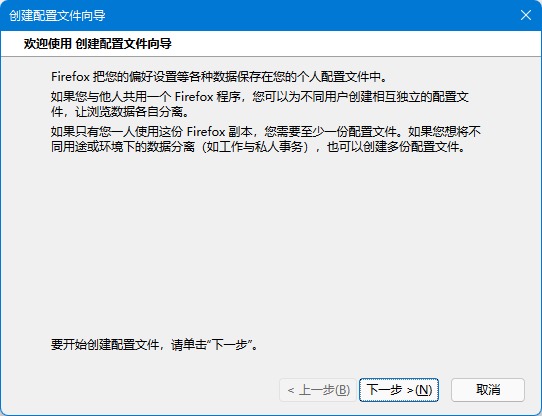 创建配置文件向导
欢迎使用 创建配置文件向导
Firefox 把您的偏好设置等各种数据保存在您的个人配置文件中。
如果您与他人共用一个 Firefox 程序，您可以为不同用户创建相互独立的配置文
件，让浏览数据各自分离。
如果只有您一人使用这份 Firefox 副本，您需要至少一份配置文件。如果您想将不
同用途或环境下的数据分离（如工作与私人事务），也可以创建多份配置文件。
要开始创建配置文件，请单击“下一步”。
< 上一步(B) 下一步 >(N) 取消